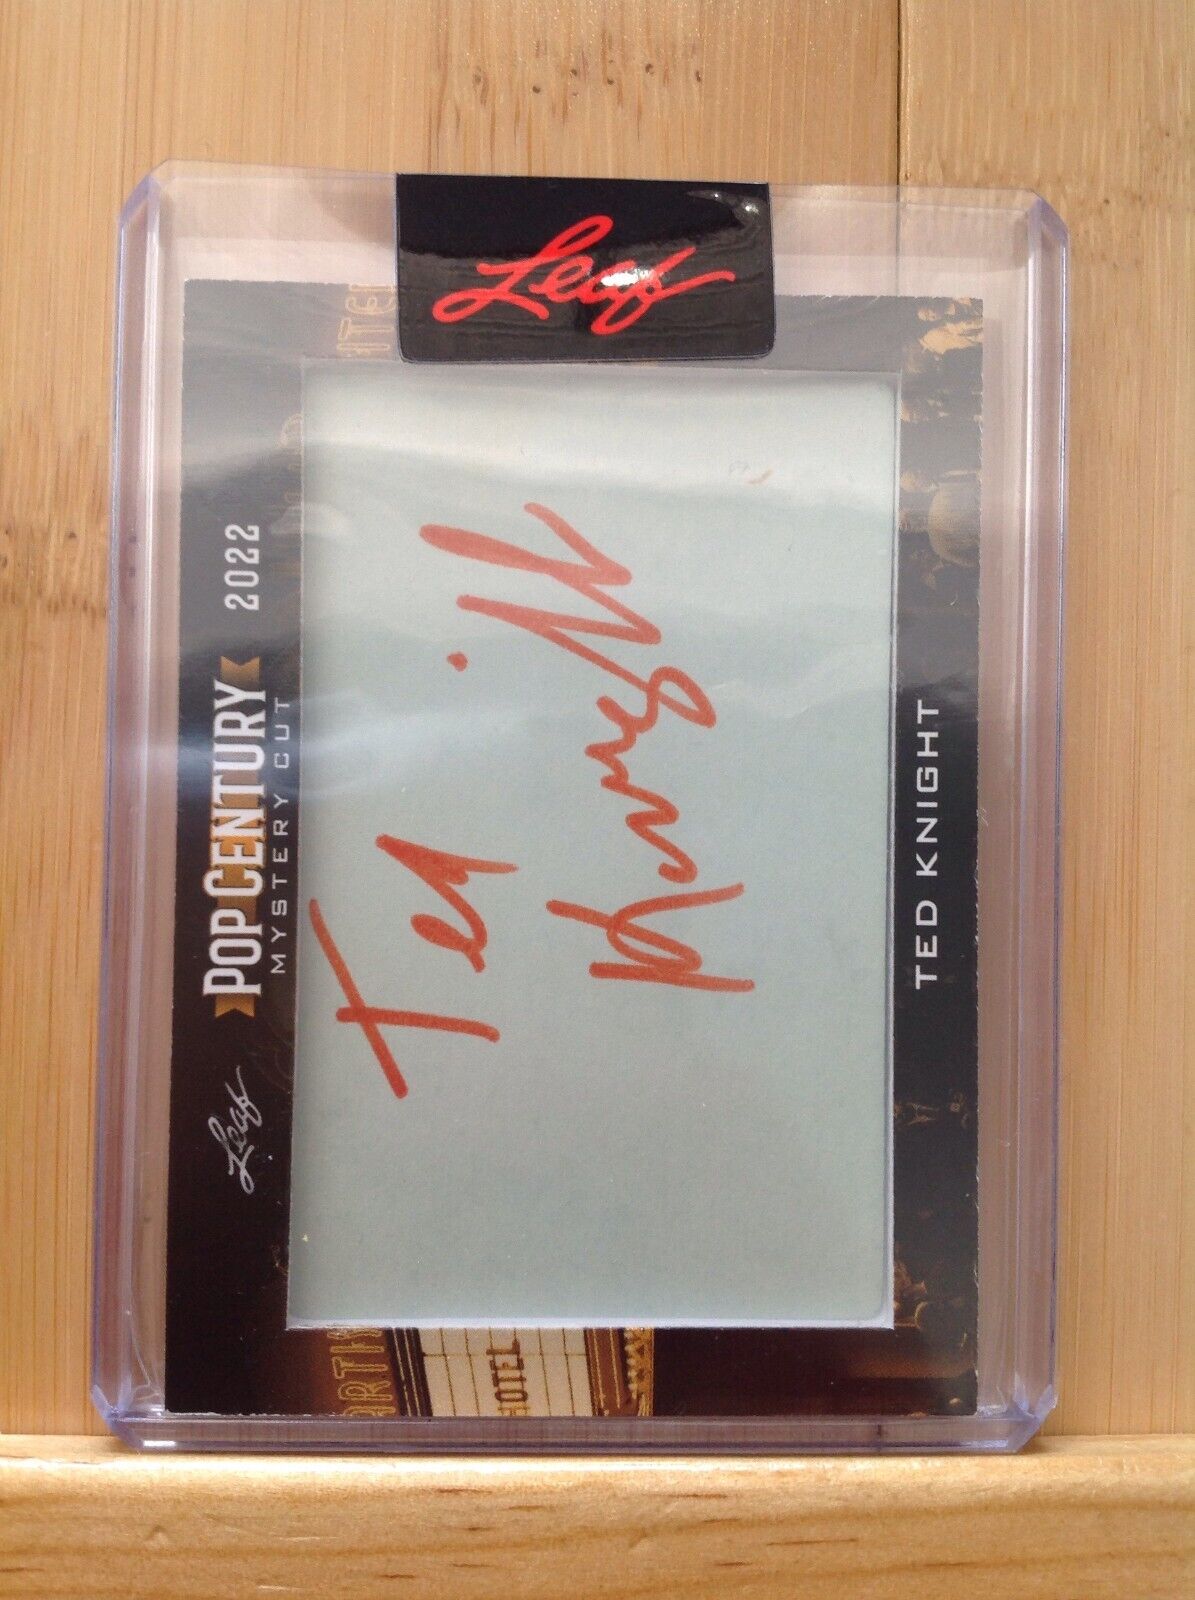 Leaf
Leaf
POP CENTURY
2022
MYSTERY CUT
Ted
Knight
TED KNIGHT
HOTEL